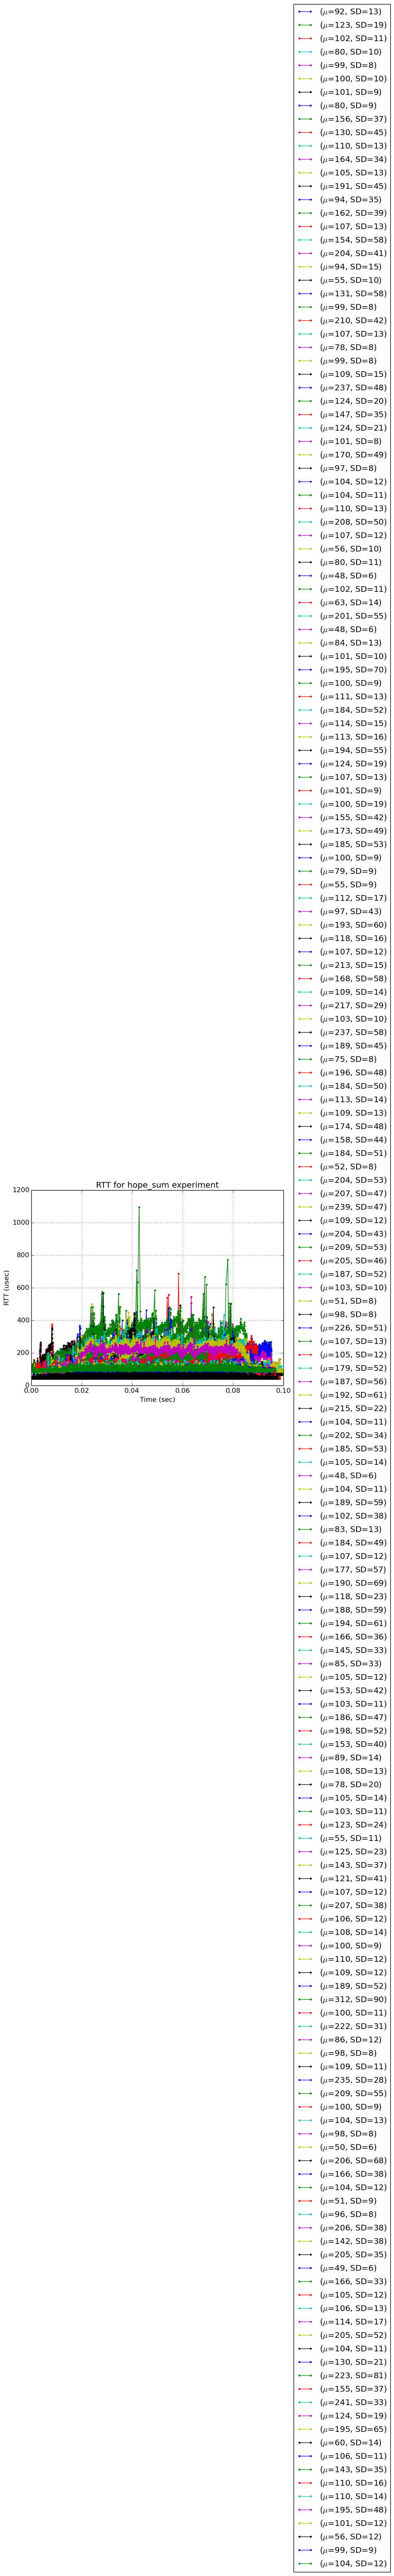 (μ=92, SD=13)
(μ=123, SD=19)
(μ=102, SD=11)
(μ=80, SD=10)
(μ=99, SD=8)
(μ=100, SD=10)
(μ=101, SD=9)
(μ=80, SD=9)
(μ=156, SD=37)
(μ=130, SD=45)
(μ=110, SD=13)
(μ=164, SD=34)
(μ=105, SD=13)
(μ=191, SD=45)
(μ=94, SD=35)
(μ=162, SD=39)
(μ=107, SD=13)
(μ=154, SD=58)
(μ=204, SD=41)
(μ=94, SD=15)
(μ=55, SD=10)
(μ=131, SD=58)
(μ=99, SD=8)
(μ=210, SD=42)
(μ=107, SD=13)
(μ=78, SD=8)
(μ=99, SD=8)
(μ=109, SD=15)
(μ=237, SD=48)
(μ=124, SD=20)
(μ=147, SD=35)
(μ=124, SD=21)
(μ=101, SD=8)
(μ=170, SD=49)
(μ=97, SD=8)
(μ=104, SD=12)
(μ=104, SD=11)
(μ=110, SD=13)
(μ=208, SD=50)
(μ=107, SD=12)
(μ=56, SD=10)
(μ=80, SD=11)
(μ=48, SD=6)
(μ=102, SD=11)
(μ=63, SD=14)
(μ=201, SD=55)
(μ=48, SD=6)
(μ=84, SD=13)
(μ=101, SD=10)
(μ=195, SD=70)
(μ=100, SD=9)
(μ=111, SD=13)
(μ=184, SD=52)
(μ=114, SD=15)
(μ=113, SD=16)
(μ=194, SD=55)
(μ=124, SD=19)
(μ=107, SD=13)
(μ=101, SD=9)
(μ=100, SD=19)
(μ=155, SD=42)
(μ=173, SD=49)
(μ=185, SD=53)
(μ=100, SD=9)
(μ=79, SD=9)
(μ=55, SD=9)
(μ=112, SD=17)
(μ=97, SD=43)
(μ=193, SD=60)
(μ=118, SD=16)
(μ=107, SD=12)
(μ=213, SD=15)
(μ=168, SD=58)
(μ=109, SD=14)
(μ=217, SD=29)
(μ=103, SD=10)
(μ=237, SD=58)
(μ=189, SD=45)
(μ=75, SD=8)
(μ=196, SD=48)
(μ=184, SD=50)
(μ=113, SD=14)
(μ=109, SD=13)
(μ=174, SD=48)
(μ=158, SD=44)
(μ=184, SD=51)
(μ=52, SD=8)
(μ=204, SD=53)
(μ=207, SD=47)
(μ=239, SD=47)
(μ=109, SD=12)
(μ=204, SD=43)
(μ=209, SD=53)
(μ=205, SD=46)
(μ=187, SD=52)
(μ=103, SD=10)
(μ=51, SD=8)
(μ=98, SD=8)
(μ=226, SD=51)
(μ=107, SD=13)
(μ=105, SD=12)
(μ=179, SD=52)
(μ=187, SD=56)
(μ=192, SD=61)
(μ=215, SD=22)
(μ=104, SD=11)
(μ=202, SD=34)
(μ=185, SD=53)
(μ=105, SD=14)
(μ=48, SD=6)
(μ=104, SD=11)
(μ=189, SD=59)
(μ=102, SD=38)
(μ=83, SD=13)
(μ=184, SD=49)
(μ=107, SD=12)
(μ=177, SD=57)
(μ=190, SD=69)
(μ=118, SD=23)
(μ=188, SD=59)
(μ=194, SD=61)
(μ=166, SD=36)
(μ=145, SD=33)
(μ=85, SD=33)
(μ=105, SD=12)
(μ=153, SD=42)
(μ=103, SD=11)
(μ=186, SD=47)
(μ=198, SD=52)
(μ=153, SD=40)
(μ=89, SD=14)
(μ=108, SD=13)
(μ=78, SD=20)
(μ=105, SD=14)
(μ=103, SD=11)
(μ=123, SD=24)
(μ=55, SD=11)
(μ=125, SD=23)
(μ=143, SD=37)
(μ=121, SD=41)
(μ=107, SD=12)
(μ=207, SD=38)
(μ=106, SD=12)
(μ=108, SD=14)
(μ=100, SD=9)
(μ=110, SD=12)
(μ=109, SD=12)
(μ=189, SD=52)
(μ=312, SD=90)
(μ=100, SD=11)
(μ=222, SD=31)
(μ=86, SD=12)
(μ=98, SD=8)
(μ=109, SD=11)
(μ=235, SD=28)
(μ=209, SD=55)
(μ=100, SD=9)
(μ=104, SD=13)
(μ=98, SD=8)
(μ=50, SD=6)
(μ=206, SD=68)
(μ=166, SD=38)
(μ=104, SD=12)
(μ=51, SD=9)
(μ=96, SD=8)
(μ=206, SD=38)
(μ=142, SD=38)
(μ=205, SD=35)
(μ=49, SD=6)
(μ=166, SD=33)
(μ=105, SD=12)
(μ=106, SD=13)
(μ=114, SD=17)
(μ=205, SD=52)
(μ=104, SD=11)
(μ=130, SD=21)
(μ=223, SD=81)
(μ=155, SD=37)
(μ=241, SD=33)
(μ=124, SD=19)
(μ=195, SD=65)
(μ=60, SD=14)
(μ=106, SD=11)
(μ=143, SD=35)
(μ=110, SD=16)
(μ=110, SD=14)
(μ=195, SD=48)
(μ=101, SD=12)
(μ=56, SD=12)
(μ=99, SD=9)
(μ=104, SD=12)
RTT for hope_sum experiment
RTT (usec)
1200
1000
800
600
400
200
0
0.00 0.02 0.04 0.06 0.08 0.10
Time (sec)